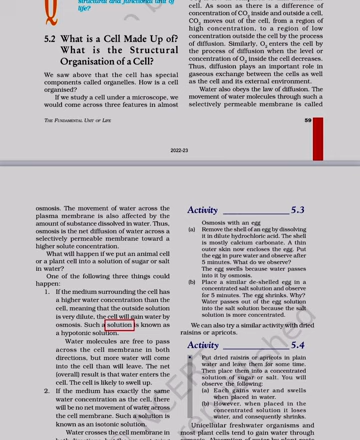 structural and functional unit of
life?
5.2 What is a Cell Made Up of?
What is the Structural
Organisation of a Cell?
We saw above that the cell has special
components called organelles. How is a cell
organised?
If we study a cell under a microscope, we
would come across three features in almost
cell. As soon as there is a difference of
concentration of CO2 inside and outside a cell,
CO2 moves out of the cell, from a region of
high concentration, to a region of low
concentration outside the cell by the process
of diffusion. Similarly, O2 enters the cell by
the process of diffusion when the level or
concentration of O2 inside the cell decreases.
Thus, diffusion plays an important role in
gaseous exchange between the cells as well
as the cell and its external environment.
Water also obeys the law of diffusion. The
movement of water molecules through such a
selectively permeable membrane is called
THE FUNDAMENTAL UNIT OF LIFE
59
2022-23
osmosis. The movement of water across the
plasma membrane is also affected by the
amount of substance dissolved in water. Thus,
osmosis is the net diffusion of water across a
selectively permeable membrane toward a
higher solute concentration.
What will happen if we put an animal cell
or a plant cell into a solution of sugar or salt
in water?
One of the following three things could
happen:
1. If the medium surrounding the cell has
a higher water concentration than the
cell, meaning that the outside solution
is very dilute, the cell will gain water by
osmosis. Such a solution is known as
a hypotonic solution.
Water molecules are free to pass
across the cell membrane in both
directions, but more water will come
into the cell than will leave. The net
(overall) result is that water enters the
cell. The cell is likely to swell up.
2. If the medium has exactly the same
water concentration as the cell, there
will be no net movement of water across
the cell membrane. Such a solution is
known as an isotonic solution.
Water crosses the cell membrane in
Activity 5.3
Osmosis with an egg
(a) Remove the shell of an egg by dissolving
it in dilute hydrochloric acid. The shell
is mostly calcium carbonate. A thin
outer skin now encloses the egg. Put
the egg in pure water and observe after
5 minutes. What do we observe?
The egg swells because water passes
into it by osmosis.
(b) Place a similar de-shelled egg in a
concentrated salt solution and observe
for 5 minutes. The egg shrinks. Why?
Water passes out of the egg solution
into the salt solution because the salt
solution is more concentrated.
We can also try a similar activity with dried
raisins or apricots.
Activity 5.4
• Put dried raisins or apricots in plain
water and leave them for some time.
Then place them into a concentrated
solution of sugar or salt. You will
observe the following:
(a) Each gains water and swells
when placed in water.
(b) However, when placed in the
concentrated solution it loses
water, and consequently shrinks.
Unicellular freshwater organisms and
most plant cells tend to gain water through